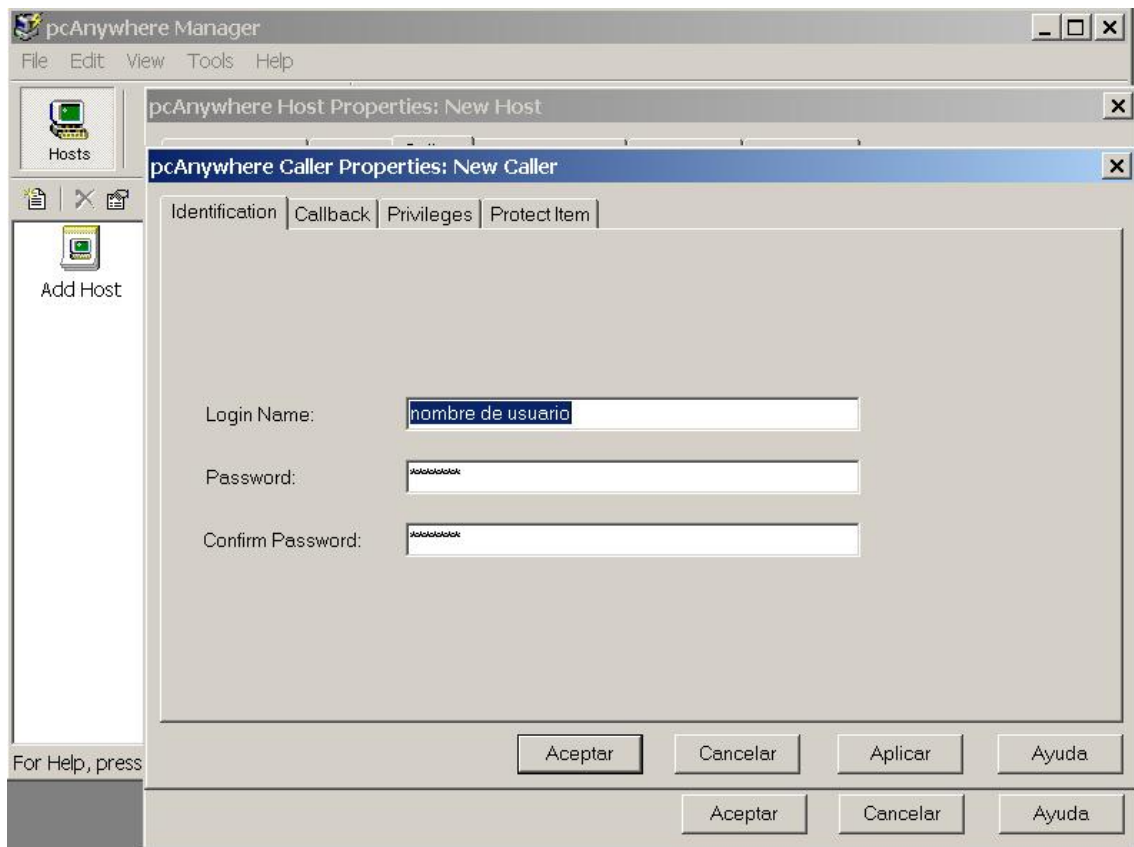 pcAnywhere Manager
File Edit View Tools Help
pcAnywhere Host Properties: New Host
Hosts
pcAnywhere Caller Properties: New Caller
Identification Callback Privileges Protect Item
Add Host
Login Name: nombre de usuario
Password: ********
Confirm Password: ********
Aceptar Cancelar Aplicar Ayuda
For Help, press
Aceptar Cancelar Ayuda